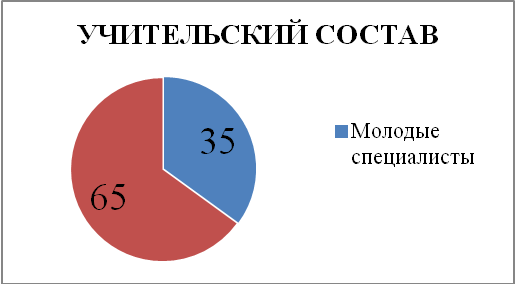 УЧИТЕЛЬСКИЙ СОСТАВ
35
65
Молодые
специалисты